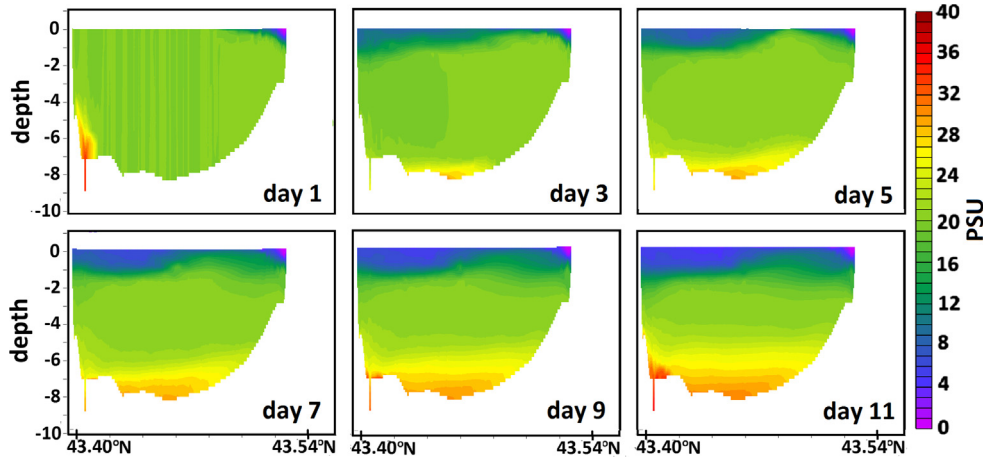 0
-2
-4
-6
-8
-10
depth
day 1
day 3
day 5
40
36
32
28
24
20
16
12
8
4
0
PSU
0
-2
-4
-6
-8
-10
depth
day 7
day 9
day 11
43.40°N 43.54°N 43.40°N 43.54°N 43.40°N 43.54°N